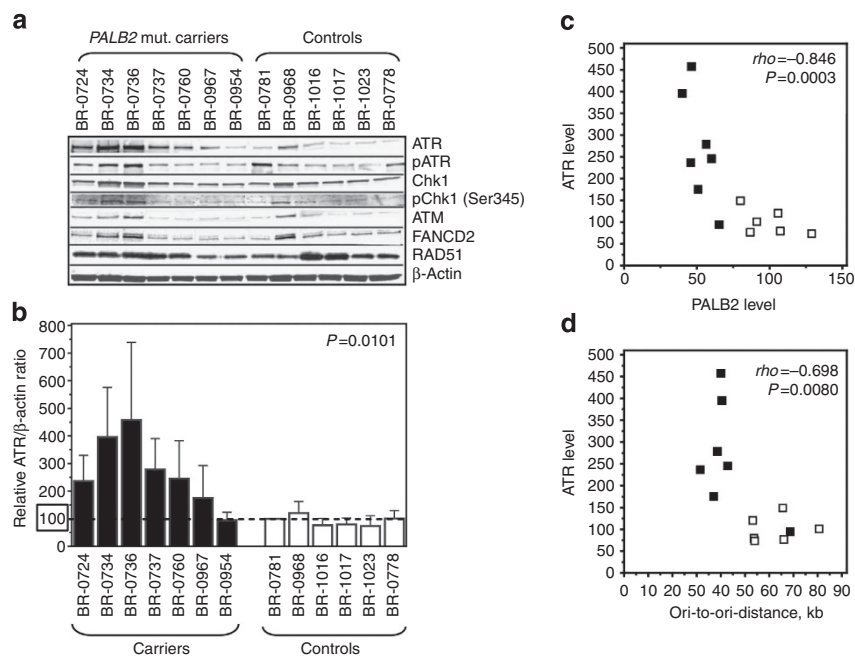 a
PALB2 mut. carriers
Controls
BR-0724
BR-0734
BR-0736
BR-0737
BR-0760
BR-0967
BR-0954
BR-0781
BR-0968
BR-1016
BR-1017
BR-1023
BR-0778
ATR
pATR
Chk1
pChk1 (Ser345)
ATM
FANCD2
RAD51
β-Actin
b
Relative ATR/β-actin ratio
800
700
600
500
400
300
200
100
0
P=0.0101
BR-0724
BR-0734
BR-0736
BR-0737
BR-0760
BR-0967
BR-0954
BR-0781
BR-0968
BR-1016
BR-1017
BR-1023
BR-0778
Carriers
Controls
c
ATR level
500
450
400
350
300
250
200
150
100
50
0
rho=–0.846
P=0.0003
0 50 100 150
PALB2 level
d
ATR level
500
450
400
350
300
250
200
150
100
50
0
rho=–0.698
P=0.0080
0 10 20 30 40 50 60 70 80 90
Ori-to-ori-distance, kb